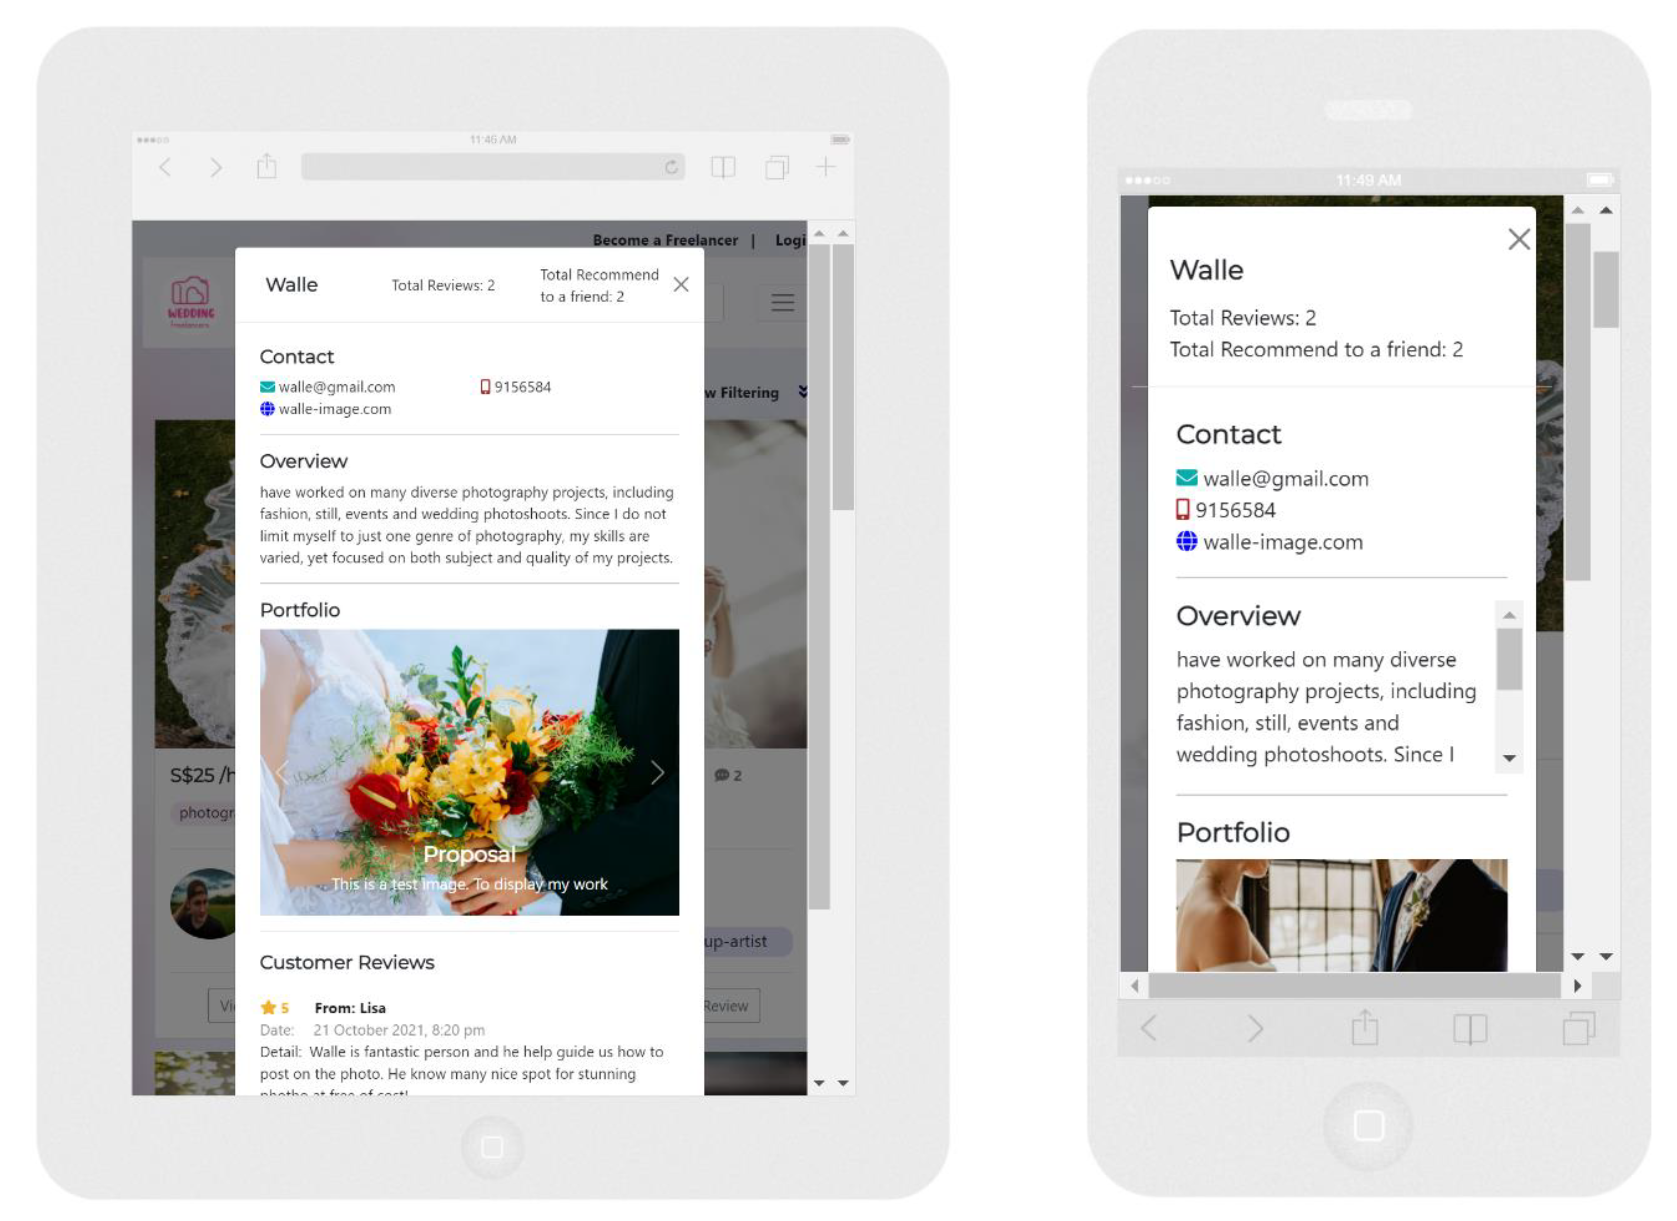 11:46 AM
Become a Freelancer | Logi
WEDDING
freelancers
Walle
Total Reviews: 2
Total Recommend
to a friend: 2
w Filtering
Contact
walle@gmail.com
9156584
walle-image.com
Overview
have worked on many diverse photography projects, including
fashion, still, events and wedding photoshoots. Since I do not
limit myself to just one genre of photography, my skills are
varied, yet focused on both subject and quality of my projects.
Portfolio
Proposal
This is a test image. To display my work
S$25 /h
2
photogr
up-artist
Customer Reviews
Vi
Review
5 From: Lisa
Date: 21 October 2021, 8:20 pm
Detail: Walle is fantastic person and he help guide us how to
post on the photo. He know many nice spot for stunning
photho at free of cost!
11:49 AM
Walle
Total Reviews: 2
Total Recommend to a friend: 2
Contact
walle@gmail.com
9156584
walle-image.com
Overview
have worked on many diverse
photography projects, including
fashion, still, events and
wedding photoshoots. Since I
Portfolio